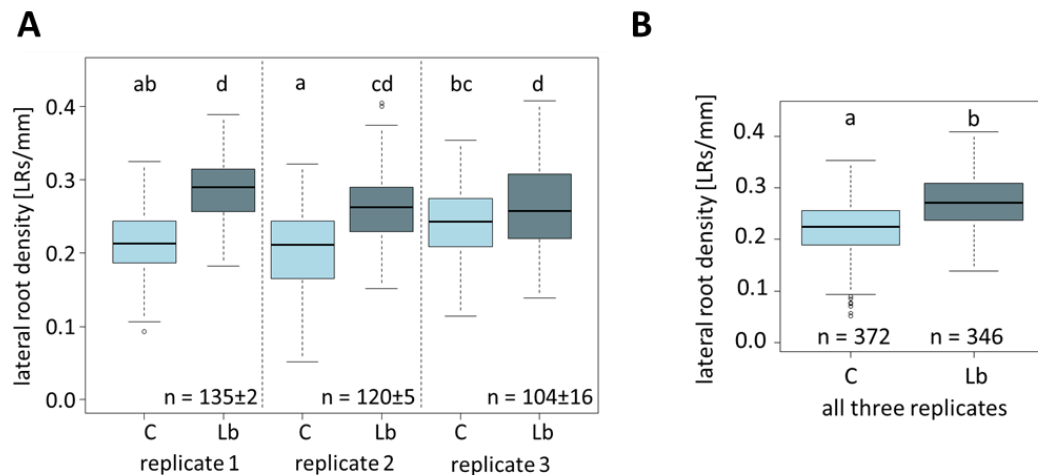 A
lateral root density [LRs/mm]
0.4
0.3
0.2
0.1
0.0
ab d a cd bc d
n = 135±2 n = 120±5 n = 104±16
C Lb C Lb C Lb
replicate 1 replicate 2 replicate 3
B
lateral root density [LRs/mm]
0.4
0.3
0.2
0.1
0.0
a b
n = 372 n = 346
C Lb
all three replicates